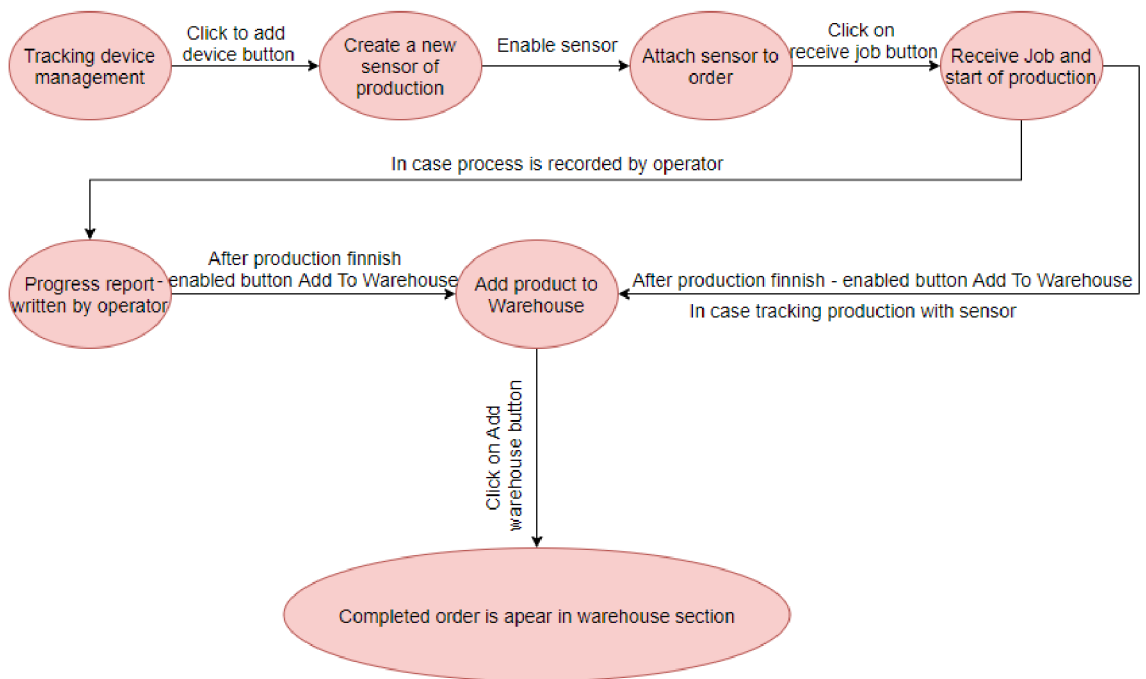 Tracking device
management
Click to add
device button
Create a new
sensor of
production
Enable sensor
Attach sensor to
order
Click on
receive job button
Receive Job and
start of production
In case process is recorded by operator
Progress report -
written by operator
After production finnish
enabled button Add To Warehouse
Add product to
Warehouse
After production finnish - enabled button Add To Warehouse
In case tracking production with sensor
Click on Add
warehouse button
Completed order is apear in warehouse section